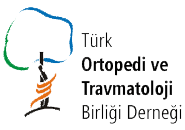 Türk
Ortopedi ve
Travmatoloji
Birliği Derneği